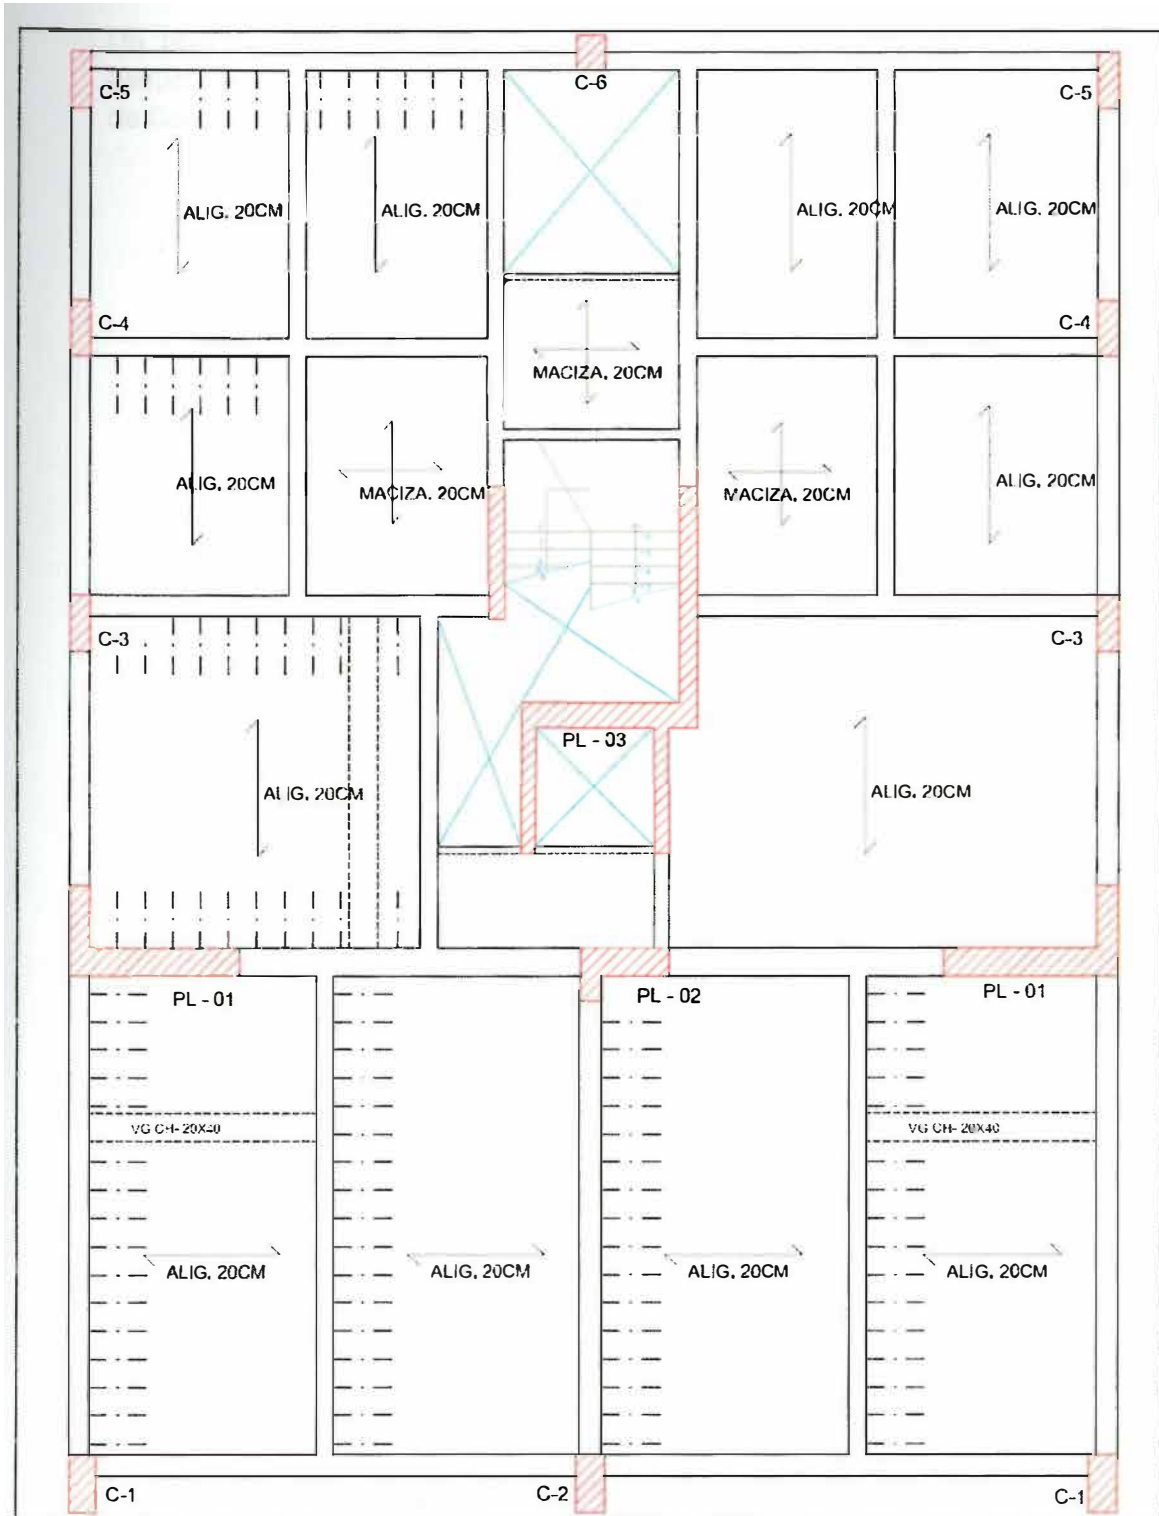 C-6
C-5
C-5
ALIG. 20CM
ALIG. 20CM
ALIG. 20CM
ALIG. 20CM
C-4
C-4
MACIZA. 20CM
ALIG. 20CM
MACIZA. 20CM
MACIZA. 20CM
ALIG. 20CM
C-3
C-3
PL - 03
ALIG. 20CM
ALIG. 20CM
PL - 01
PL - 02
PL - 01
VG CH- 20X40
VG CH- 20X40
ALIG. 20CM
ALIG. 20CM
ALIG. 20CM
ALIG. 20CM
C-1
C-2
C-1